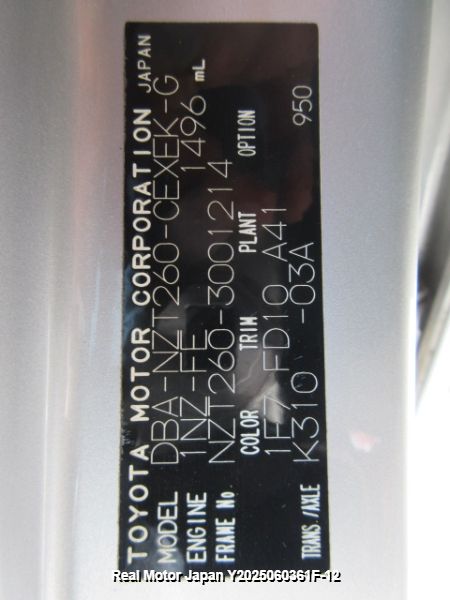 TOYOTA MOTOR CORPORATION JAPAN
MODEL DBA-NZT260-CEXEK-G
ENGINE 1NZ-FE 1496 mL
FRAME No. NZT260-3001214
COLOR TRIM PLANT OPTION
1F7 FD10 A41 950
TRANS./AXLE K310 -03A
Real Motor Japan Y2025060361F-12